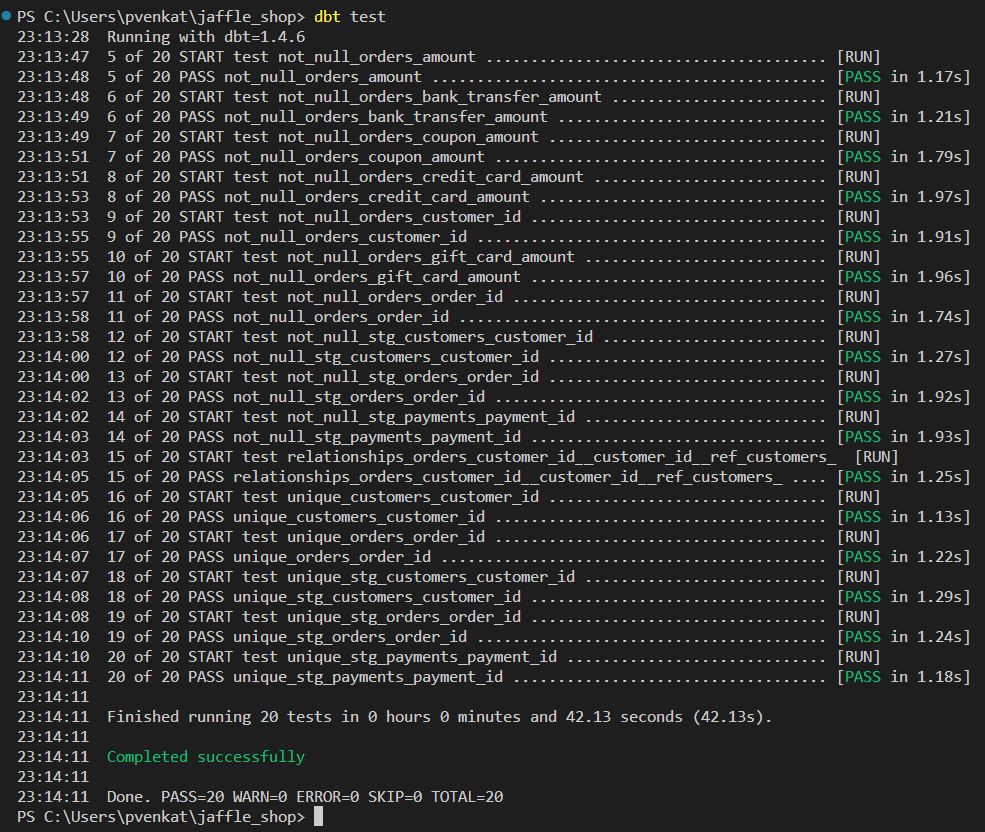 PS C:\Users\pvenkat\jaffle_shop> dbt test
23:13:28  Running with dbt=1.4.6
23:13:47  5 of 20 START test not_null_orders_amount ...................................... [RUN]
23:13:48  5 of 20 PASS not_null_orders_amount ............................................ [PASS in 1.17s]
23:13:48  6 of 20 START test not_null_orders_bank_transfer_amount ........................ [RUN]
23:13:49  6 of 20 PASS not_null_orders_bank_transfer_amount .............................. [PASS in 1.21s]
23:13:49  7 of 20 START test not_null_orders_coupon_amount ............................... [RUN]
23:13:51  7 of 20 PASS not_null_orders_coupon_amount ..................................... [PASS in 1.79s]
23:13:51  8 of 20 START test not_null_orders_credit_card_amount .......................... [RUN]
23:13:53  8 of 20 PASS not_null_orders_credit_card_amount ................................ [PASS in 1.97s]
23:13:53  9 of 20 START test not_null_orders_customer_id ................................. [RUN]
23:13:55  9 of 20 PASS not_null_orders_customer_id ....................................... [PASS in 1.91s]
23:13:55  10 of 20 START test not_null_orders_gift_card_amount ........................... [RUN]
23:13:57  10 of 20 PASS not_null_orders_gift_card_amount ................................. [PASS in 1.96s]
23:13:57  11 of 20 START test not_null_orders_order_id ................................... [RUN]
23:13:58  11 of 20 PASS not_null_orders_order_id ......................................... [PASS in 1.74s]
23:13:58  12 of 20 START test not_null_stg_customers_customer_id ......................... [RUN]
23:14:00  12 of 20 PASS not_null_stg_customers_customer_id ............................... [PASS in 1.27s]
23:14:00  13 of 20 START test not_null_stg_orders_order_id ............................... [RUN]
23:14:02  13 of 20 PASS not_null_stg_orders_order_id ..................................... [PASS in 1.92s]
23:14:02  14 of 20 START test not_null_stg_payments_payment_id ........................... [RUN]
23:14:03  14 of 20 PASS not_null_stg_payments_payment_id ................................. [PASS in 1.93s]
23:14:03  15 of 20 START test relationships_orders_customer_id__customer_id__ref_customers_  [RUN]
23:14:05  15 of 20 PASS relationships_orders_customer_id__customer_id__ref_customers_ .... [PASS in 1.25s]
23:14:05  16 of 20 START test unique_customers_customer_id ............................... [RUN]
23:14:06  16 of 20 PASS unique_customers_customer_id ..................................... [PASS in 1.13s]
23:14:06  17 of 20 START test unique_orders_order_id ..................................... [RUN]
23:14:07  17 of 20 PASS unique_orders_order_id ........................................... [PASS in 1.22s]
23:14:07  18 of 20 START test unique_stg_customers_customer_id ........................... [RUN]
23:14:08  18 of 20 PASS unique_stg_customers_customer_id ................................. [PASS in 1.29s]
23:14:08  19 of 20 START test unique_stg_orders_order_id ................................. [RUN]
23:14:10  19 of 20 PASS unique_stg_orders_order_id ....................................... [PASS in 1.24s]
23:14:10  20 of 20 START test unique_stg_payments_payment_id ............................. [RUN]
23:14:11  20 of 20 PASS unique_stg_payments_payment_id ................................... [PASS in 1.18s]
23:14:11
23:14:11  Finished running 20 tests in 0 hours 0 minutes and 42.13 seconds (42.13s).
23:14:11
23:14:11  Completed successfully
23:14:11
23:14:11  Done. PASS=20 WARN=0 ERROR=0 SKIP=0 TOTAL=20
PS C:\Users\pvenkat\jaffle_shop>